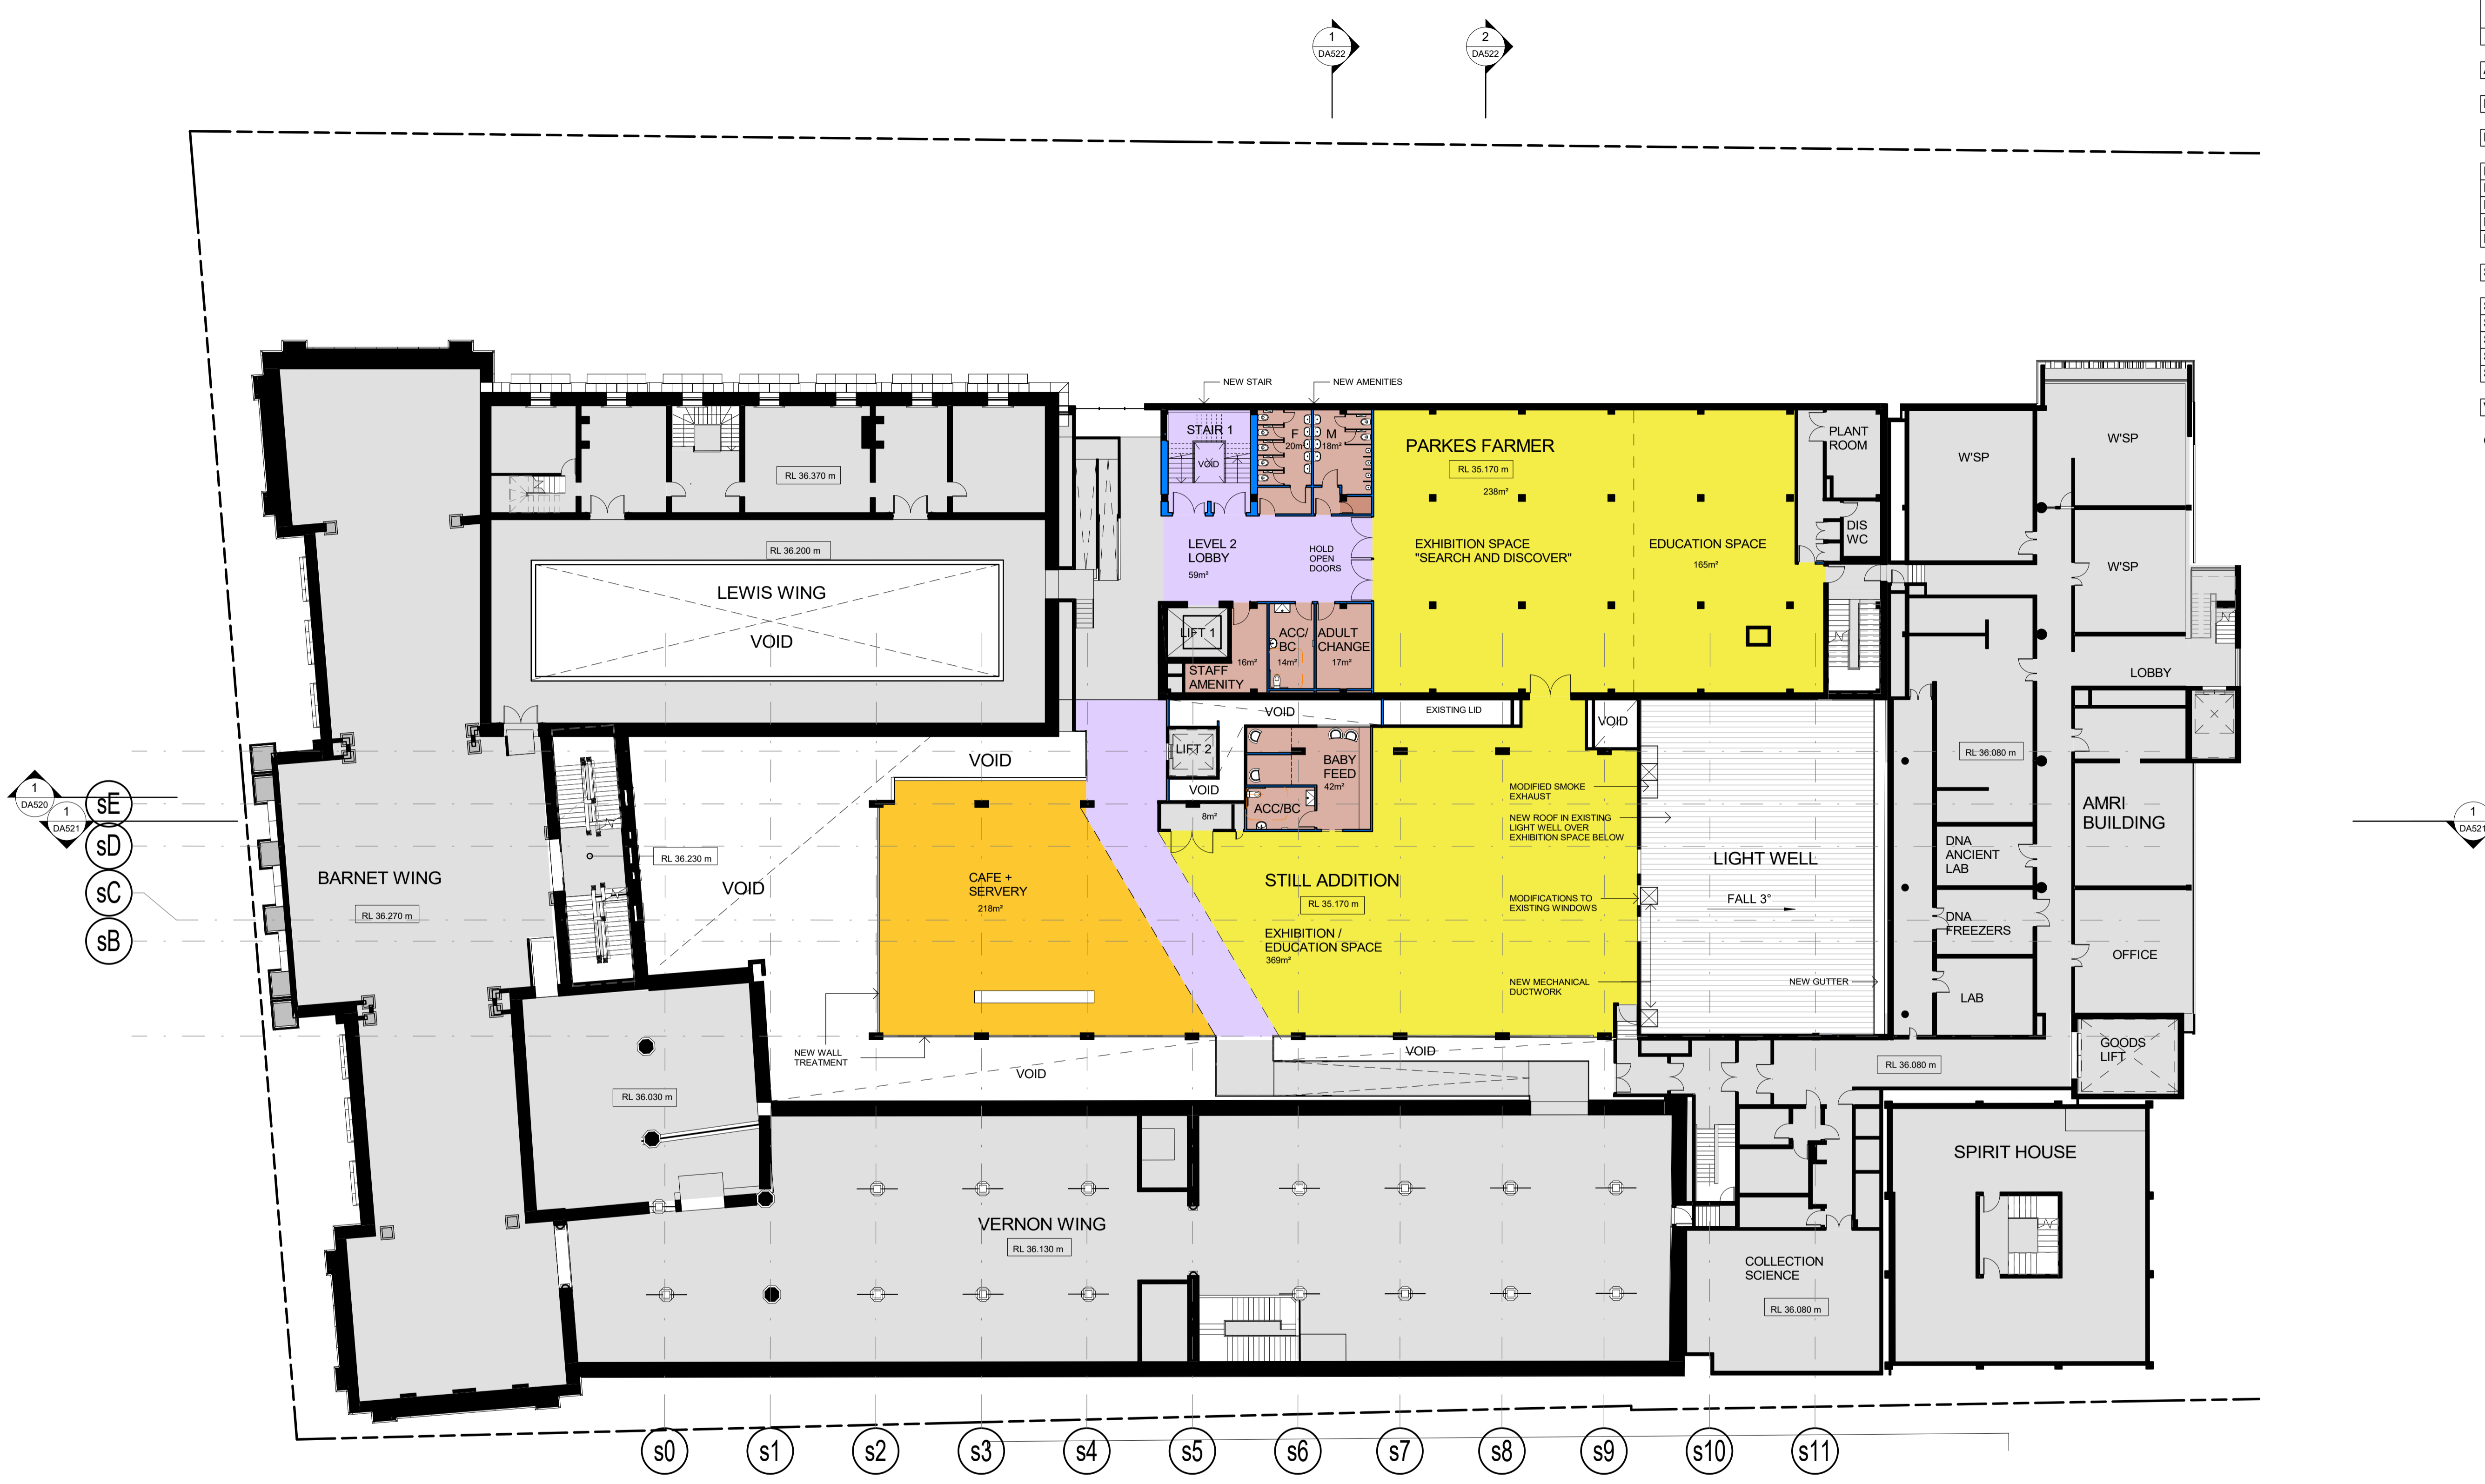 1
DA522
2
DA522
NEW STAIR
NEW AMENITIES
STAIR 1
VOID
F
20m²
M
18m²
PARKES FARMER
RL 35.170 m
238m²
PLANT
ROOM
W'SP
W'SP
RL 36.370 m
RL 36.200 m
LEWIS WING
VOID
LEVEL 2
LOBBY
59m²
HOLD
OPEN
DOORS
EXHIBITION SPACE
"SEARCH AND DISCOVER"
EDUCATION SPACE
165m²
DIS
WC
W'SP
LIFT 1
16m²
STAFF
AMENITY
ACC/
BC
14m²
ADULT
CHANGE
17m²
LOBBY
VOID
EXISTING LID
VOID
LIFT 2
VOID
VOID
BABY
FEED
42m²
ACC/BC
8m²
RL 36.080 m
1
DA520
1
DA521
sE
sD
sC
sB
MODIFIED SMOKE
EXHAUST
NEW ROOF IN EXISTING
LIGHT WELL OVER
EXHIBITION SPACE BELOW
AMRI
BUILDING
1
DA521
RL 36.230 m
BARNET WING
RL 36.270 m
VOID
CAFE +
SERVERY
218m²
STILL ADDITION
RL 35.170 m
EXHIBITION /
EDUCATION SPACE
369m²
LIGHT WELL
FALL 3°
MODIFICATIONS TO
EXISTING WINDOWS
DNA
ANCIENT
LAB
DNA
FREEZERS
OFFICE
NEW MECHANICAL
DUCTWORK
NEW GUTTER
LAB
NEW WALL
TREATMENT
VOID
VOID
GOODS
LIFT
RL 36.080 m
RL 36.030 m
SPIRIT HOUSE
VERNON WING
RL 36.130 m
COLLECTION
SCIENCE
RL 36.080 m
s0
s1
s2
s3
s4
s5
s6
s7
s8
s9
s10
s11